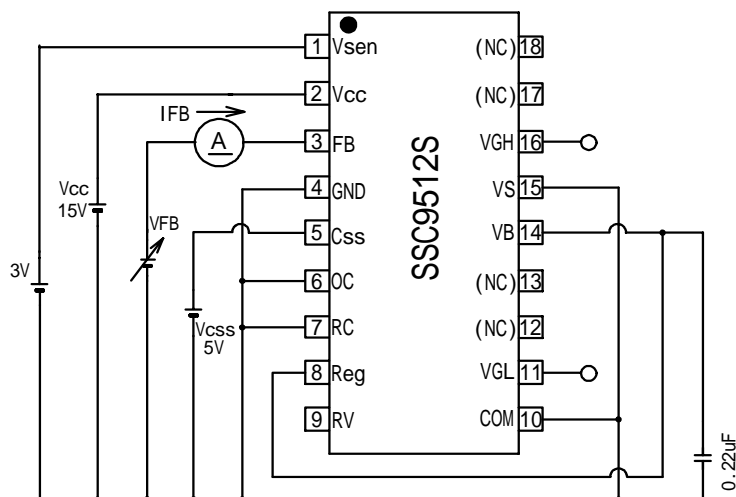 1 Vsen
(NC) 18
2 Vcc
(NC) 17
IFB
A
3 FB
VGH 16
4 GND
VS 15
Vcc
15V
VFB
5 Css
VB 14
SSC9512S
3V
6 OC
(NC) 13
Vcss
5V
7 RC
(NC) 12
8 Reg
VGL 11
9 RV
COM 10
0.22uF